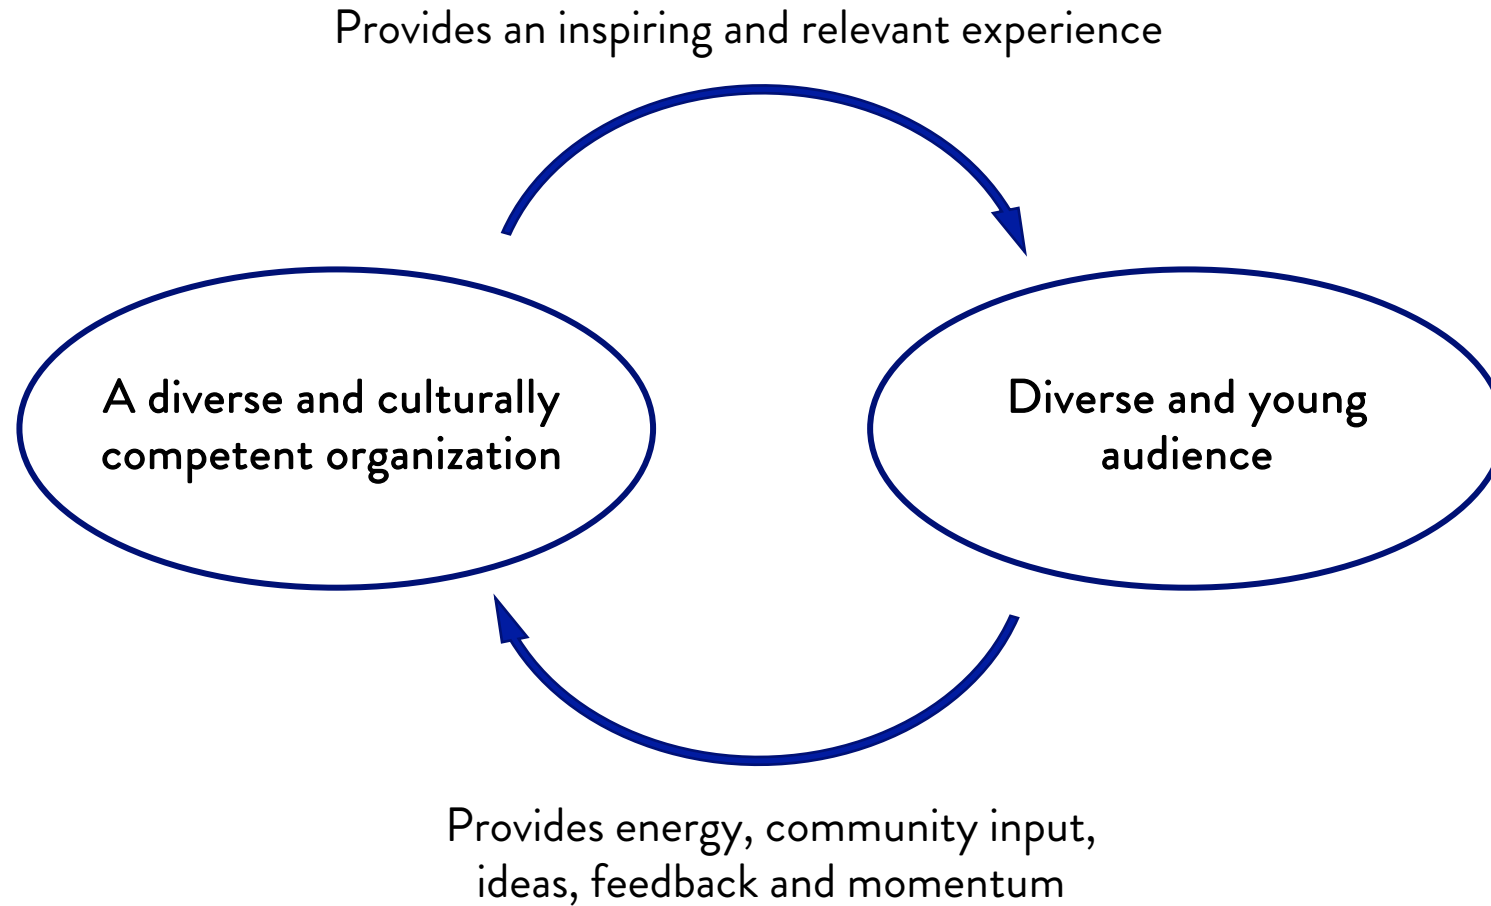 Provides an inspiring and relevant experience
A diverse and culturally
competent organization
Diverse and young
audience
Provides energy, community input,
ideas, feedback and momentum